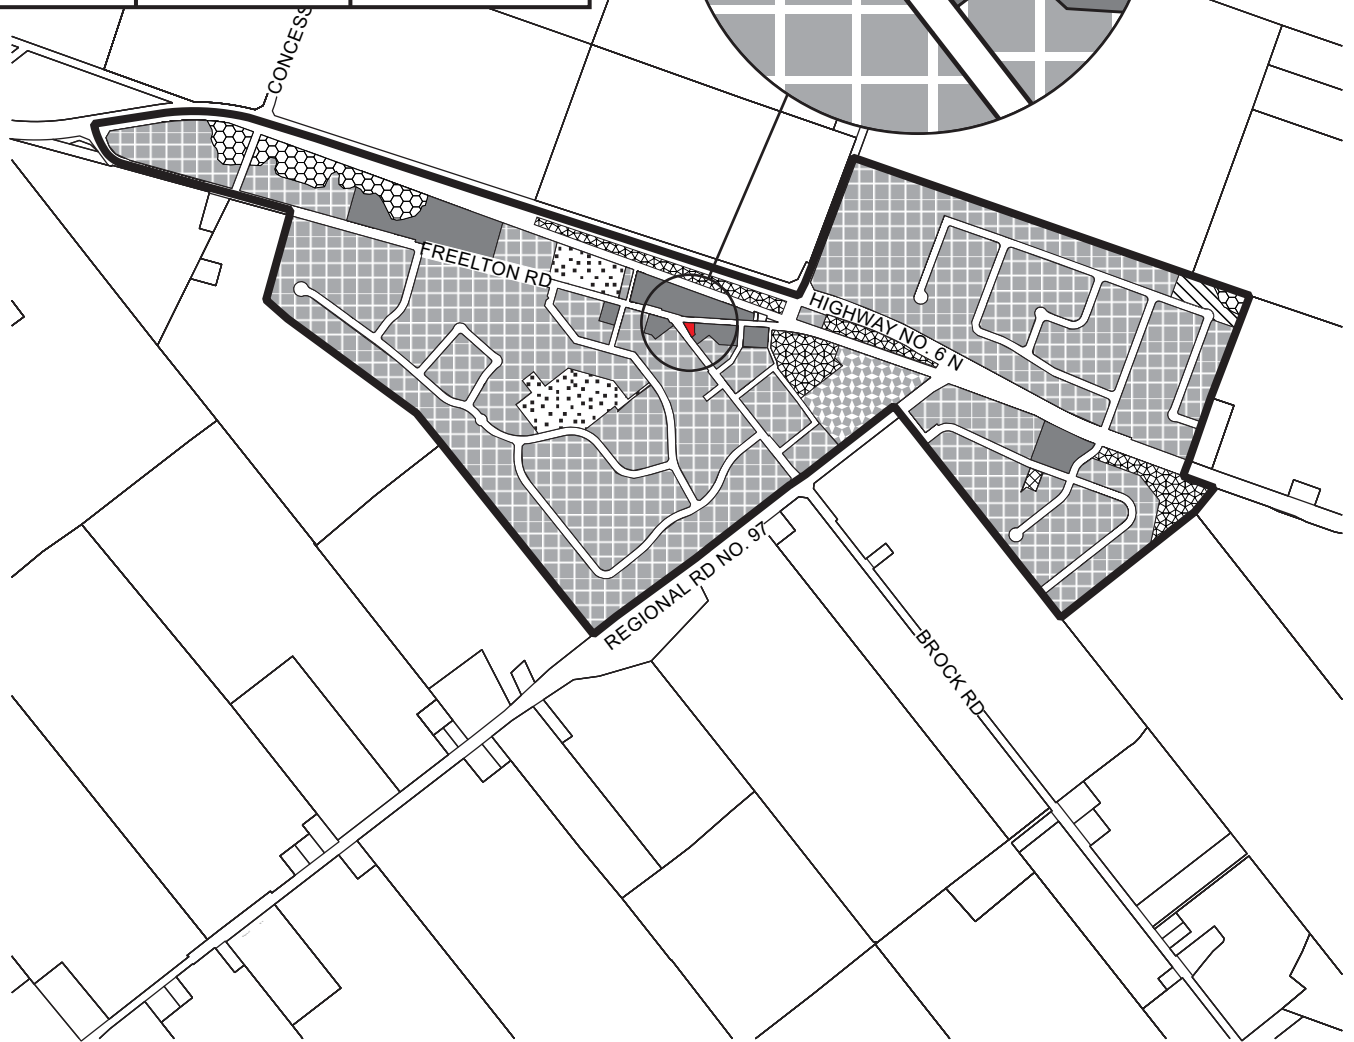 CONCESS
FREELTON RD
HIGHWAY NO. 6 N
REGIONAL RD NO. 97
BROCK RD